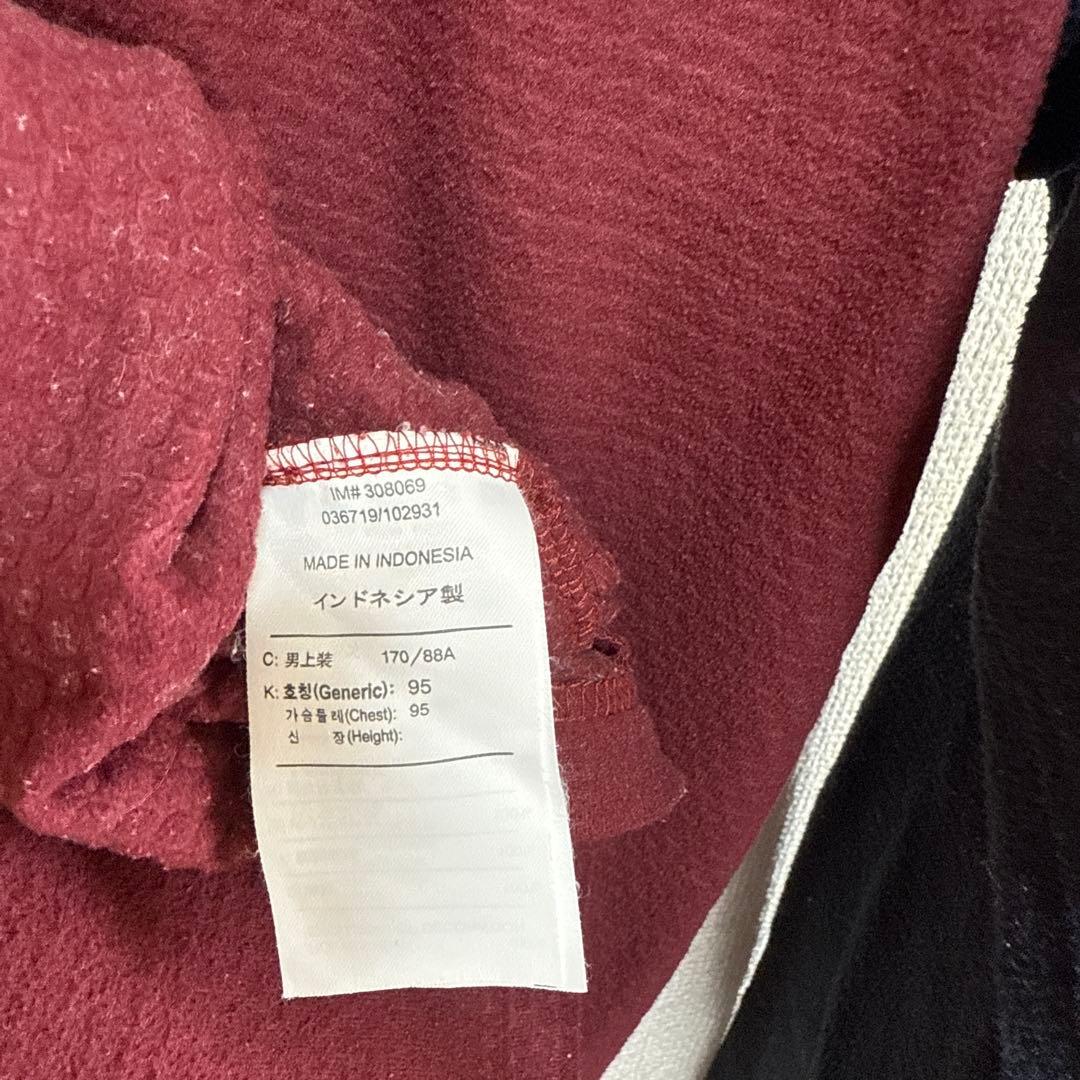 IM# 308069
036719/102931
MADE IN INDONESIA
インドネシア製
C: 男上装 170/88A
K: 호칭(Generic): 95
가슴둘레(Chest): 95
신 장(Height):